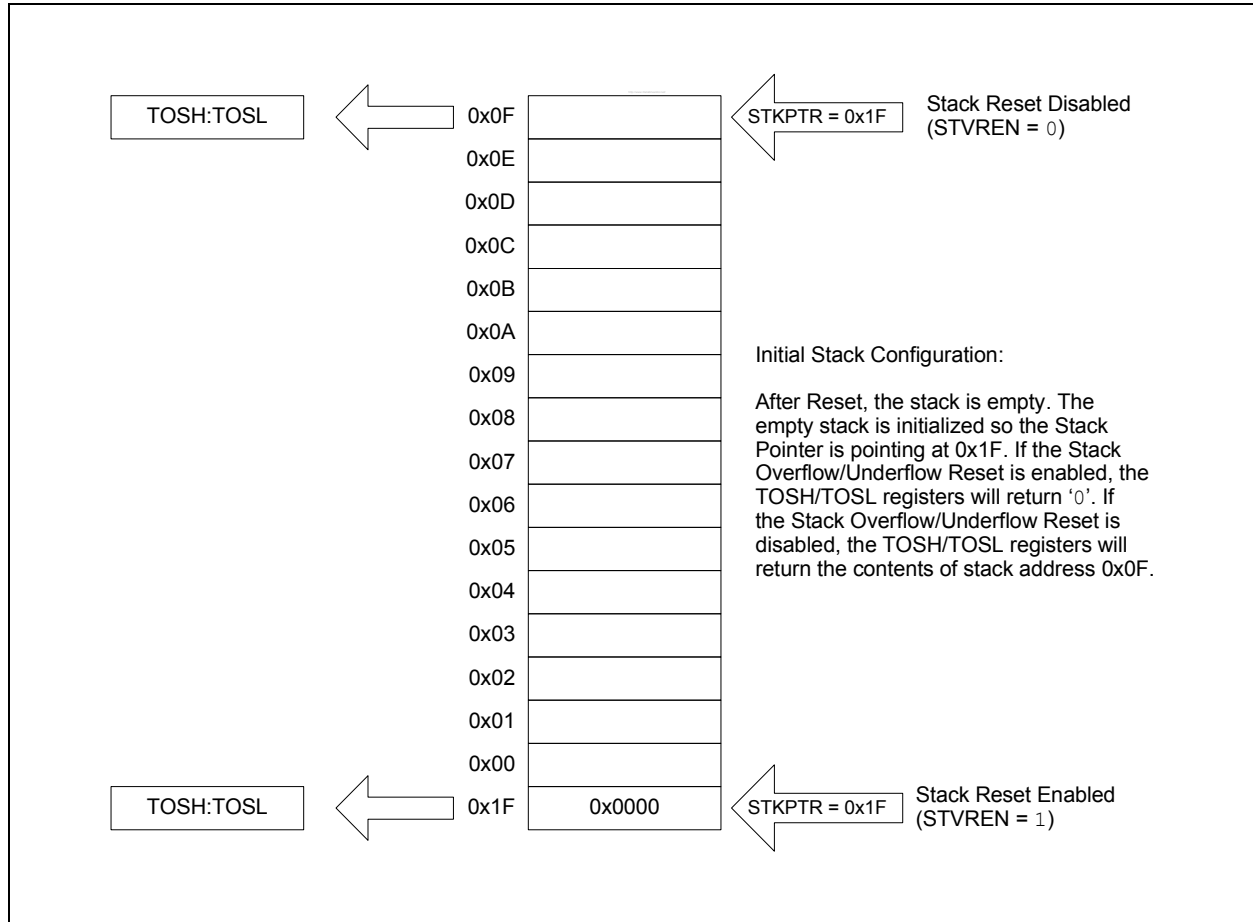 TOSH:TOSL
0x0F
STKPTR = 0x1F
Stack Reset Disabled
(STVREN = 0)
0x0E
0x0D
0x0C
0x0B
0x0A
0x09
0x08
0x07
0x06
0x05
0x04
0x03
0x02
0x01
0x00
Initial Stack Configuration:
After Reset, the stack is empty. The
empty stack is initialized so the Stack
Pointer is pointing at 0x1F. If the Stack
Overflow/Underflow Reset is enabled, the
TOSH/TOSL registers will return ‘0’. If
the Stack Overflow/Underflow Reset is
disabled, the TOSH/TOSL registers will
return the contents of stack address 0x0F.
TOSH:TOSL
0x1F
0x0000
STKPTR = 0x1F
Stack Reset Enabled
(STVREN = 1)